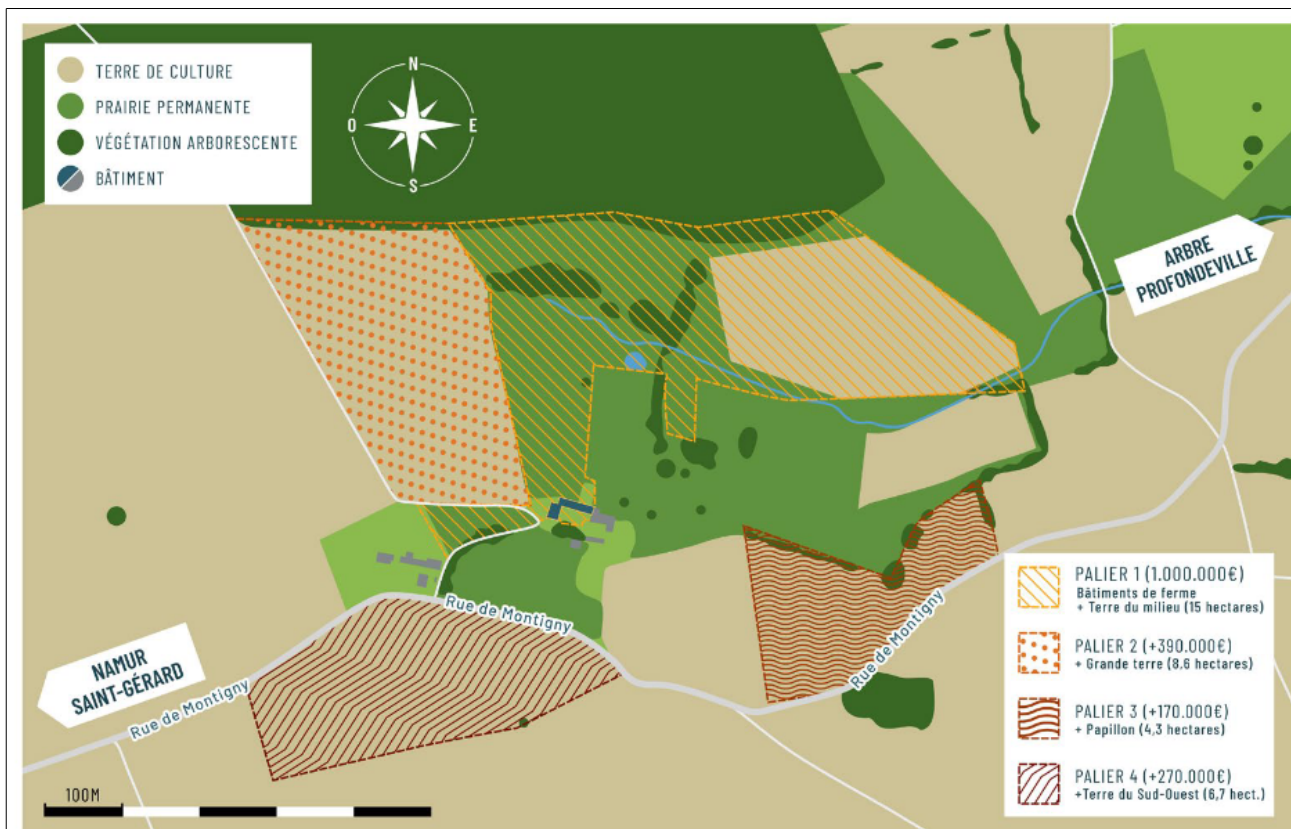 TERRE DE CULTURE
PRAIRIE PERMANENTE
VÉGÉTATION ARBORESCENTE
BÂTIMENT
N
O
E
S
ARBRE
PROFONDEVILLE
NAMUR
SAINT-GÉRARD
Rue de Montigny
Rue de Montigny
Rue de Montigny
PALIER 1 (1.000.000€)
Bâtiments de ferme
+ Terre du milieu (15 hectares)
PALIER 2 (+390.000€)
+ Grande terre (8,6 hectares)
PALIER 3 (+170.000€)
+ Papillon (4,3 hectares)
PALIER 4 (+270.000€)
+Terre du Sud-Ouest (6,7 hect.)
100M